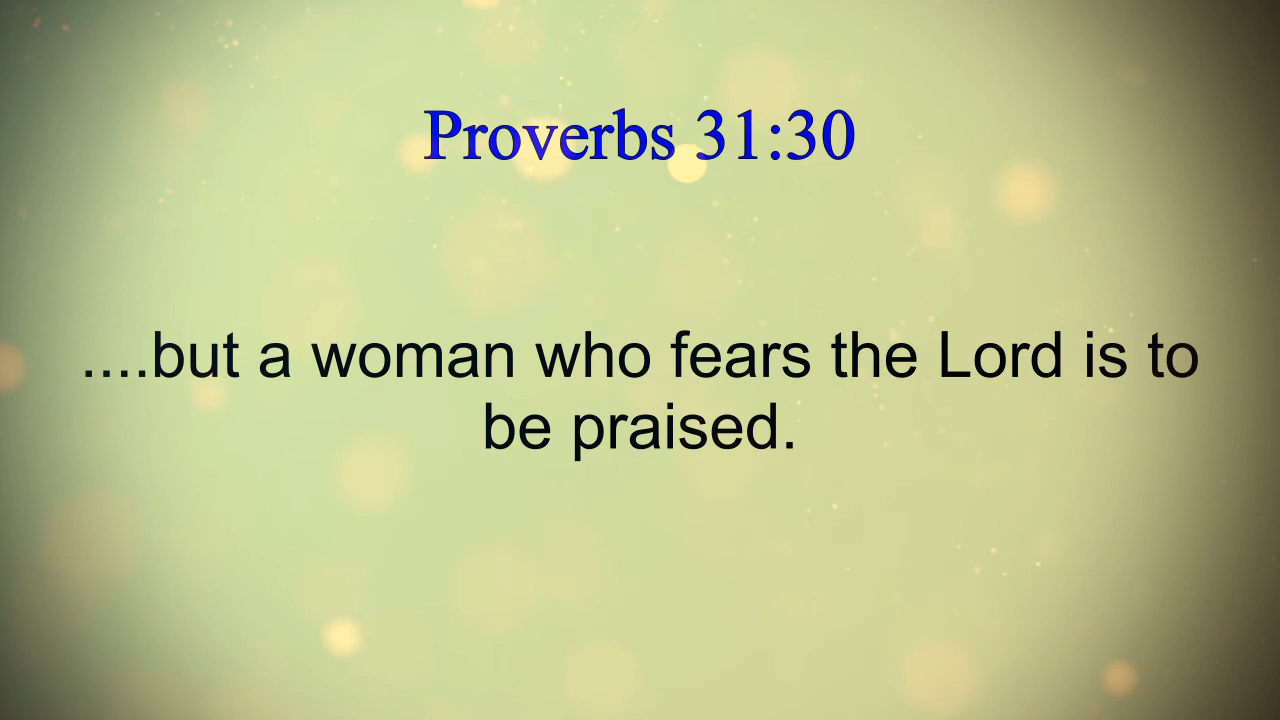 Proverbs 31:30
....but a woman who fears the Lord is to
be praised.